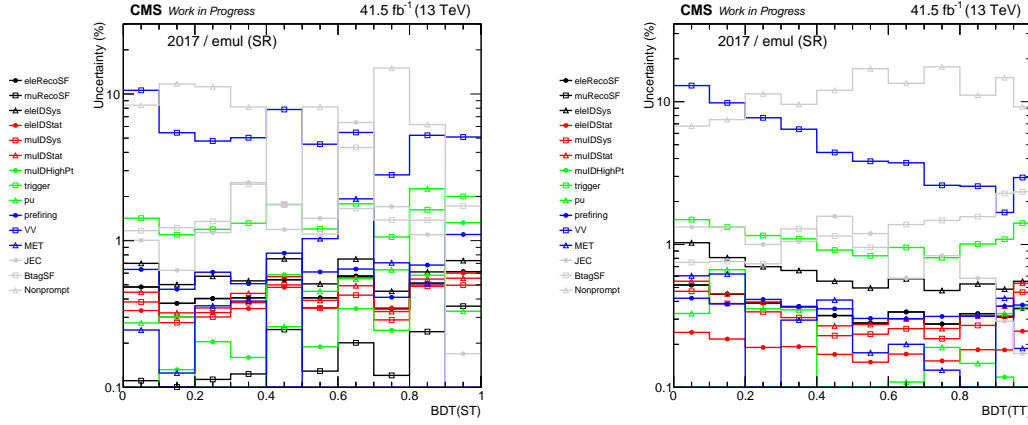 CMS Work in Progress 41.5 fb⁻¹ (13 TeV)
2017 / emul (SR)
Uncertainty (%)
10
1
0.1
0 0.2 0.4 0.6 0.8 1
BDT(ST)
eleRecoSF
muRecoSF
eleIDSys
eleIDStat
muIDSys
muIDStat
muIDHighPt
trigger
pu
prefiring
VV
MET
JEC
BtagSF
Nonprompt
CMS Work in Progress 41.5 fb⁻¹ (13 TeV)
2017 / emul (SR)
Uncertainty (%)
10
1
0.1
0 0.2 0.4 0.6 0.8
BDT(TT)
eleRecoSF
muRecoSF
eleIDSys
eleIDStat
muIDSys
muIDStat
muIDHighPt
trigger
pu
prefiring
VV
MET
JEC
BtagSF
Nonprompt